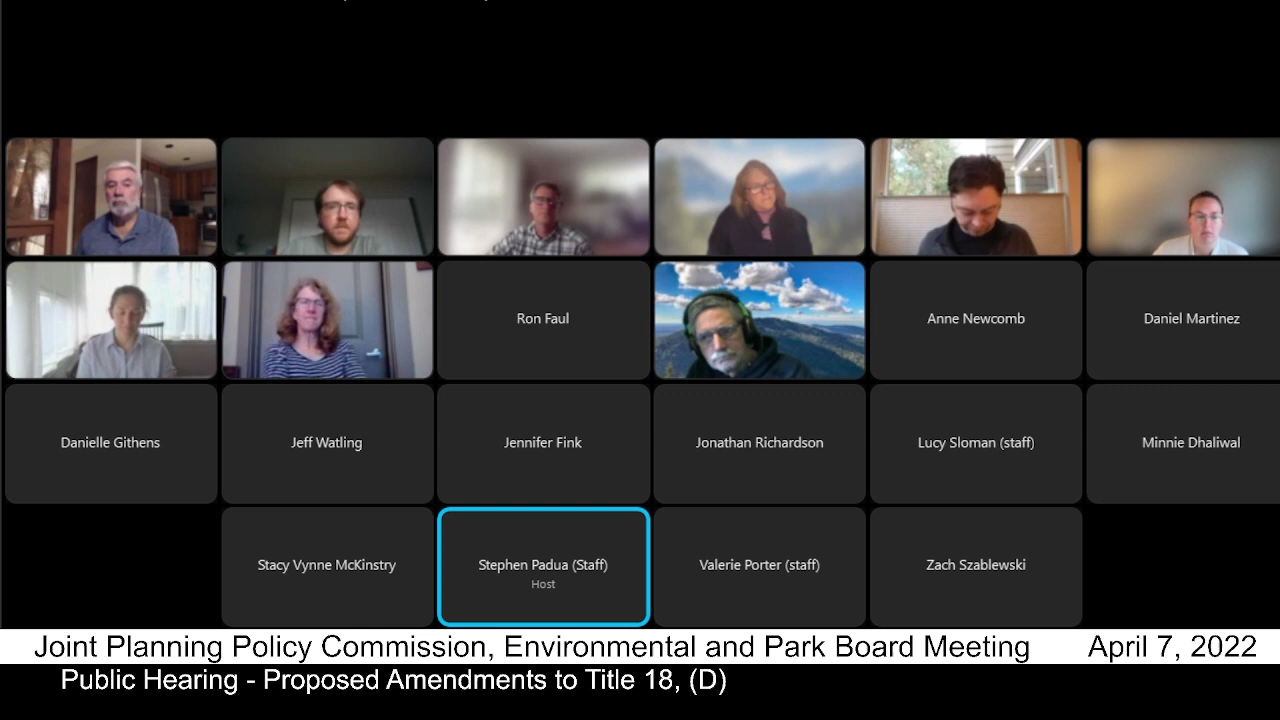 Ron Faul
Anne Newcomb
Daniel Martinez
Danielle Githens
Jeff Watling
Jennifer Fink
Jonathan Richardson
Lucy Sloman (staff)
Minnie Dhaliwal
Stacy Vynne McKinstry
Stephen Padua (Staff)
Host
Valerie Porter (staff)
Zach Szablewski
Joint Planning Policy Commission, Environmental and Park Board Meeting April 7, 2022
Public Hearing - Proposed Amendments to Title 18, (D)